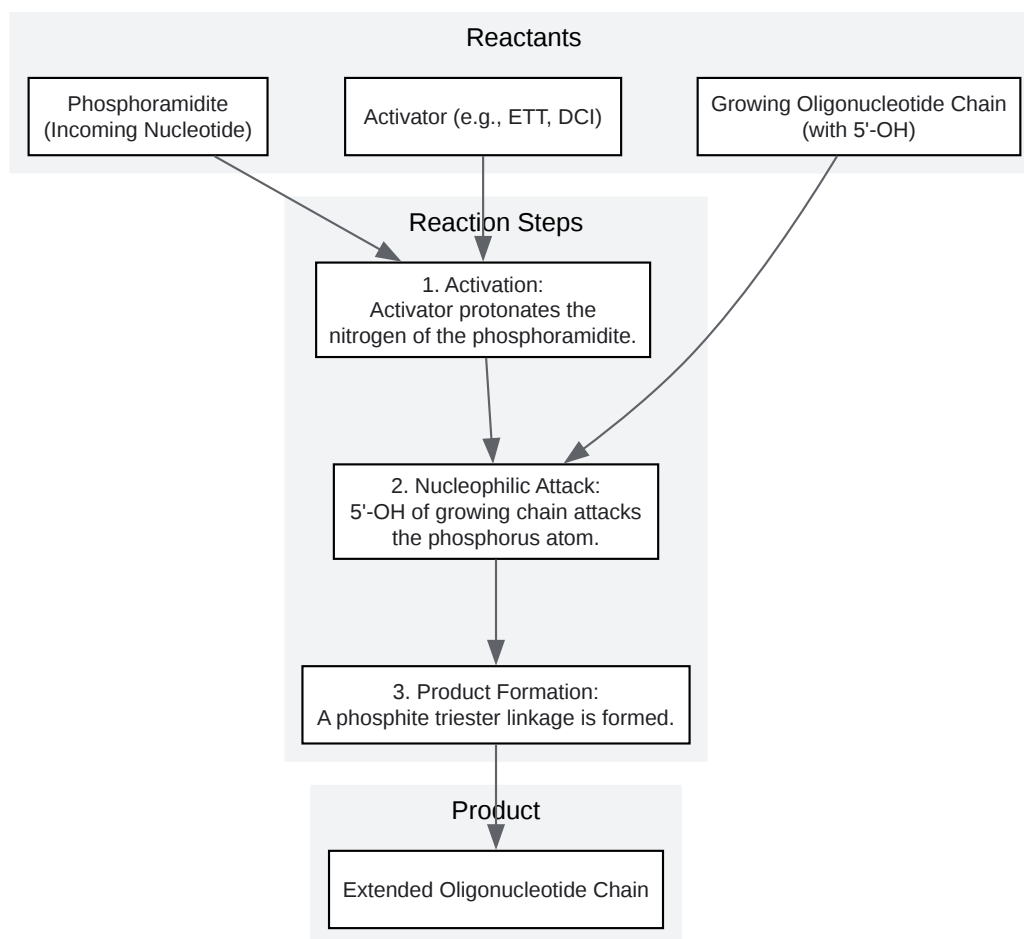 Reactants
Phosphoramidite
(Incoming Nucleotide)
Activator (e.g., ETT, DCI)
Growing Oligonucleotide Chain
(with 5'-OH)
Reaction Steps
1. Activation:
Activator protonates the
nitrogen of the phosphoramidite.
2. Nucleophilic Attack:
5'-OH of growing chain attacks
the phosphorus atom.
3. Product Formation:
A phosphite triester linkage is formed.
Product
Extended Oligonucleotide Chain